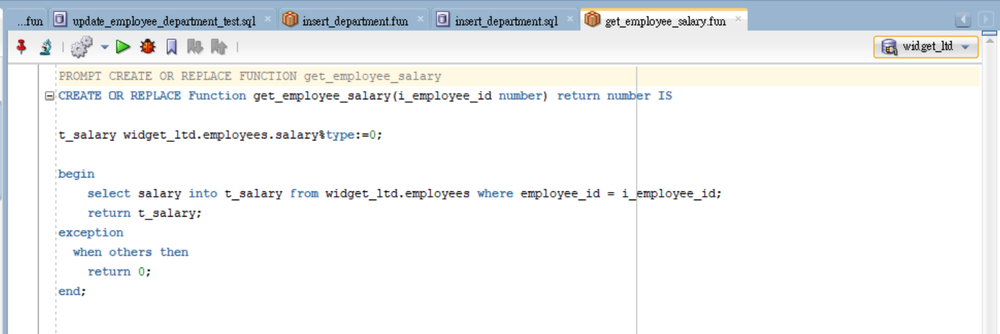 ...fun update_employee_department_test.sql insert_department.fun insert_department.sql get_employee_salary.fun
widget_ltd
PROMPT CREATE OR REPLACE FUNCTION get_employee_salary
CREATE OR REPLACE Function get_employee_salary(i_employee_id number) return number IS
t_salary widget_ltd.employees.salary%type:=0;
begin
select salary into t_salary from widget_ltd.employees where employee_id = i_employee_id;
return t_salary;
exception
when others then
return 0;
end;